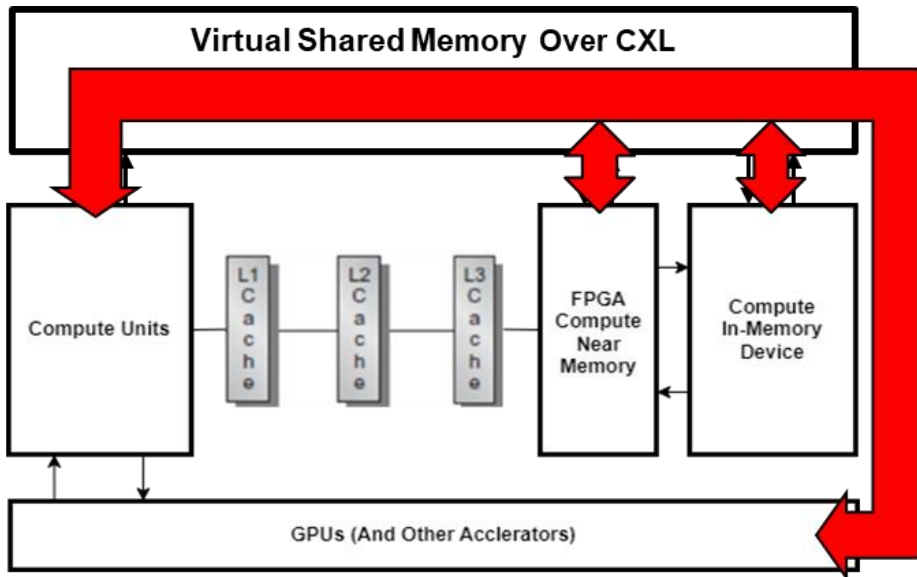 Virtual Shared Memory Over CXL
Compute Units
L1
C
a
c
h
e
L2
C
a
c
h
e
L3
C
a
c
h
e
FPGA
Compute
Near
Memory
Compute
In-Memory
Device
GPUs (And Other Acclerators)